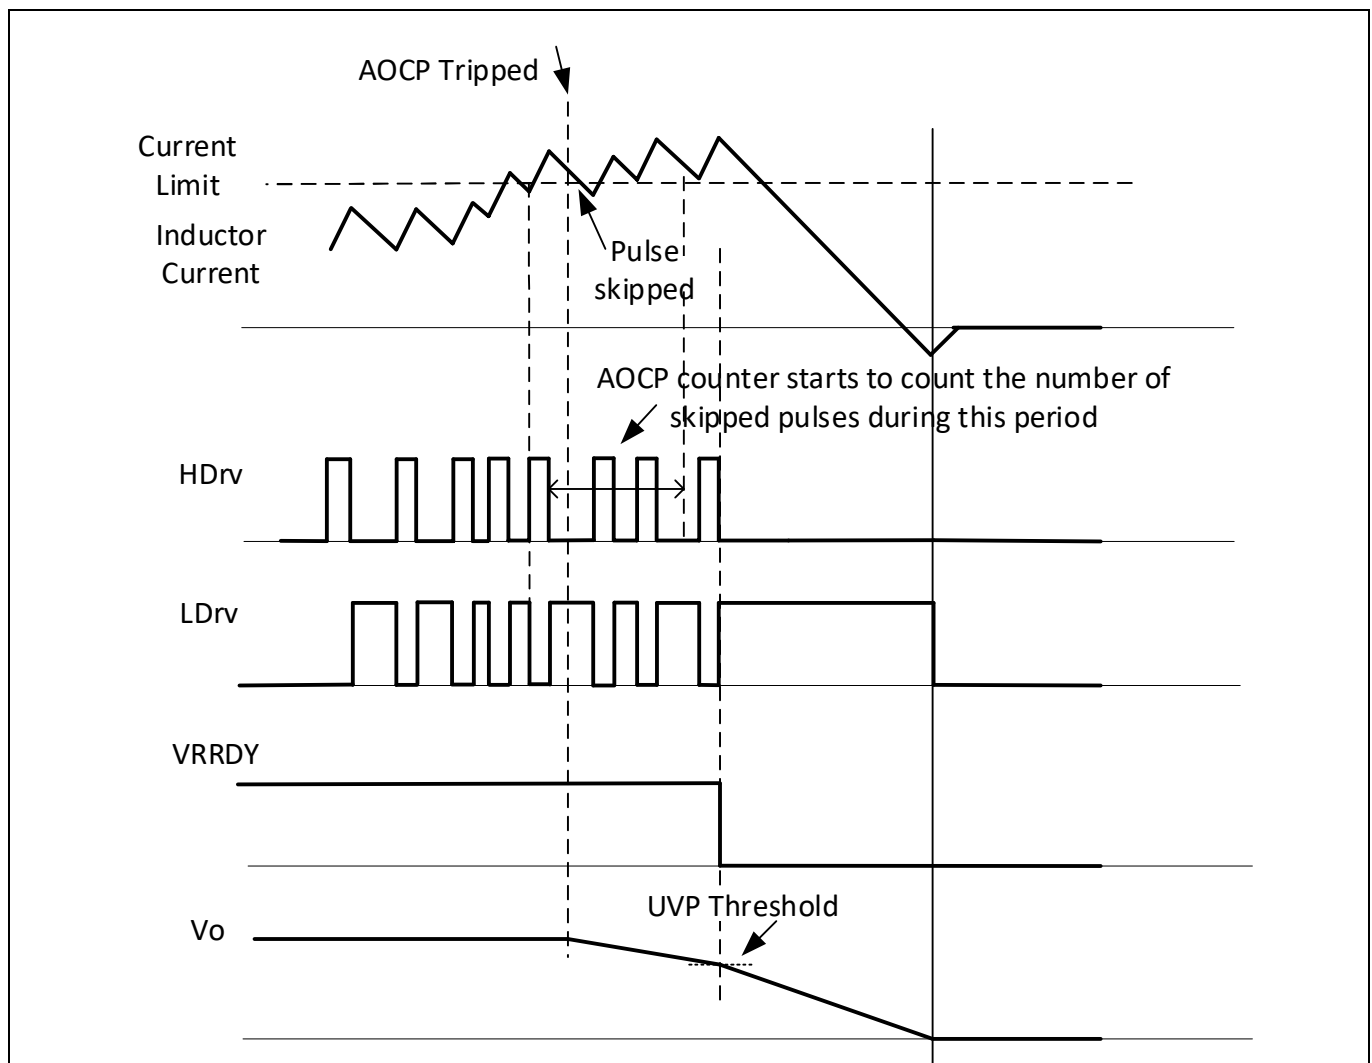 AOCP Tripped
Current
Limit
Inductor
Current
Pulse
skipped
AOCP counter starts to count the number of
skipped pulses during this period
HDrv
LDrv
VRRDY
UVP Threshold
Vo